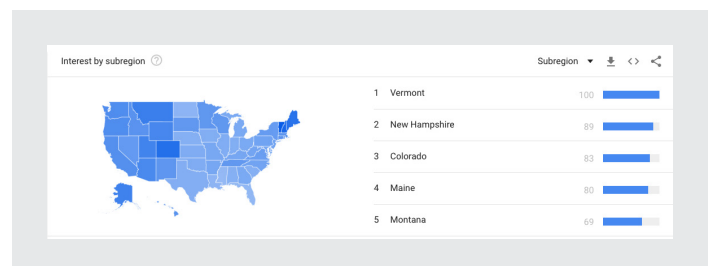 Interest by subregion
Subregion
1 Vermont 100
2 New Hampshire 89
3 Colorado 83
4 Maine 80
5 Montana 69